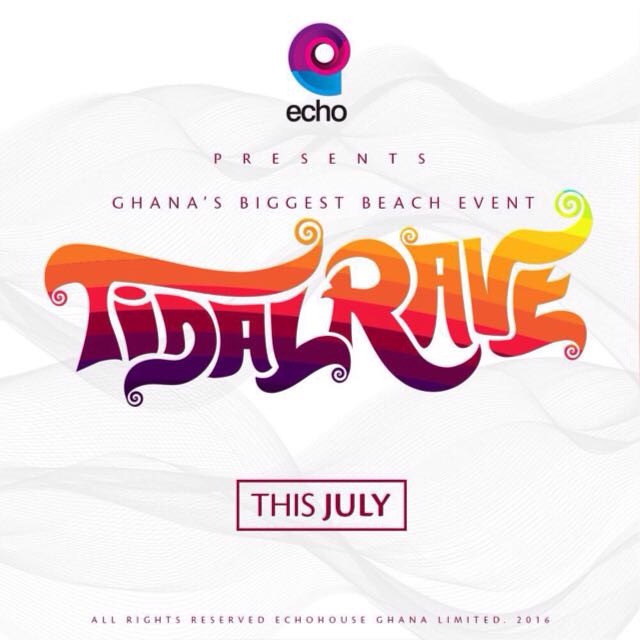 echo
PRESENTS
GHANA'S BIGGEST BEACH EVENT
TiDAL RAVE
THIS JULY
ALL RIGHTS RESERVED ECHOHOUSE GHANA LIMITED. 2016